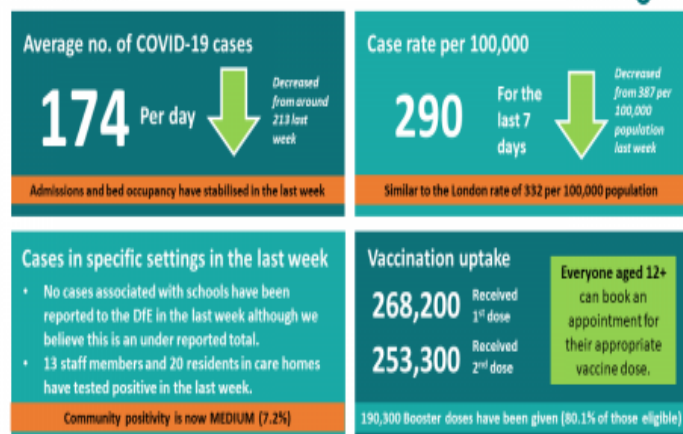 Average no. of COVID-19 cases
174 Per day
Decreased
from around
213 last
week
Admissions and bed occupancy have stabilised in the last week
Case rate per 100,000
290
For the
last 7
days
Decreased
from 387 per
100,000
population
last week
Similar to the London rate of 332 per 100,000 population
Cases in specific settings in the last week
• No cases associated with schools have been
reported to the DfE in the last week although we
believe this is an under reported total.
• 13 staff members and 20 residents in care homes
have tested positive in the last week.
Community positivity is now MEDIUM (7.2%)
Vaccination uptake
268,200 Received
1st dose
253,300 Received
2nd dose
Everyone aged 12+
can book an
appointment for
their appropriate
vaccine dose.
190,300 Booster doses have been given (80.1% of those eligible)